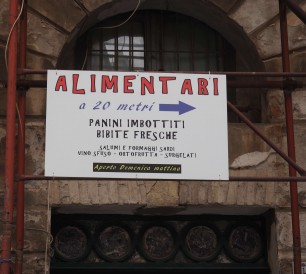 ALIMENTARI
a 20 metri
PANINI IMBOTTITI
BIBITE FRESCHE
SALUMI E FORMAGGI SARDI
VINO SFUSO - ORTOFRUTTA - SURGELATI
Aperto Domenica mattina